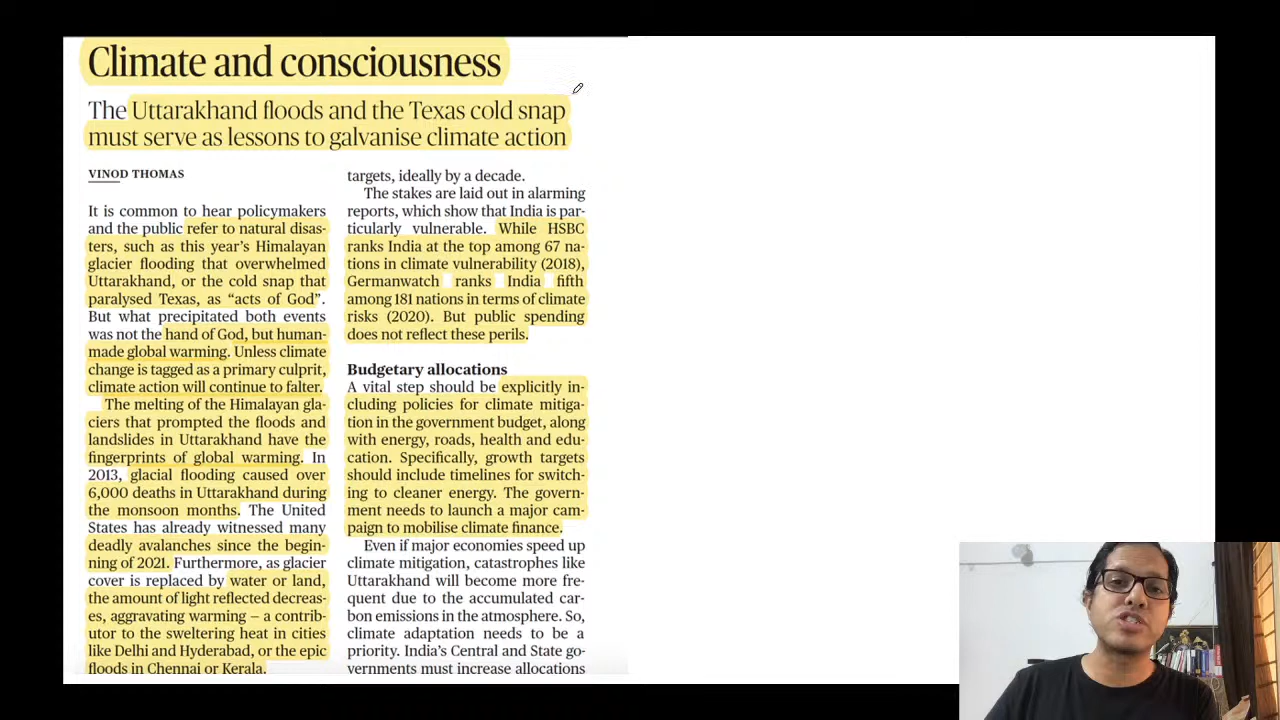 Climate and consciousness
The Uttarakhand floods and the Texas cold snap
must serve as lessons to galvanise climate action
VINOD THOMAS
It is common to hear policymakers
and the public refer to natural disas-
ters, such as this year's Himalayan
glacier flooding that overwhelmed
Uttarakhand, or the cold snap that
paralysed Texas, as “acts of God”.
But what precipitated both events
was not the hand of God, but human-
made global warming. Unless climate
change is tagged as a primary culprit,
climate action will continue to falter.
The melting of the Himalayan gla-
ciers that prompted the floods and
landslides in Uttarakhand have the
fingerprints of global warming. In
2013, glacial flooding caused over
6,000 deaths in Uttarakhand during
the monsoon months. The United
States has already witnessed many
deadly avalanches since the begin-
ning of 2021. Furthermore, as glacier
cover is replaced by water or land,
the amount of light reflected decreas-
es, aggravating warming — a contrib-
utor to the sweltering heat in cities
like Delhi and Hyderabad, or the epic
floods in Chennai or Kerala.
targets, ideally by a decade.
The stakes are laid out in alarming
reports, which show that India is par-
ticularly vulnerable. While HSBC
ranks India at the top among 67 na-
tions in climate vulnerability (2018),
Germanwatch ranks India fifth
among 181 nations in terms of climate
risks (2020). But public spending
does not reflect these perils.
Budgetary allocations
A vital step should be explicitly in-
cluding policies for climate mitiga-
tion in the government budget, along
with energy, roads, health and edu-
cation. Specifically, growth targets
should include timelines for switch-
ing to cleaner energy. The govern-
ment needs to launch a major cam-
paign to mobilise climate finance.
Even if major economies speed up
climate mitigation, catastrophes like
Uttarakhand will become more fre-
quent due to the accumulated car-
bon emissions in the atmosphere. So,
climate adaptation needs to be a
priority. India's Central and State go-
vernments must increase allocations